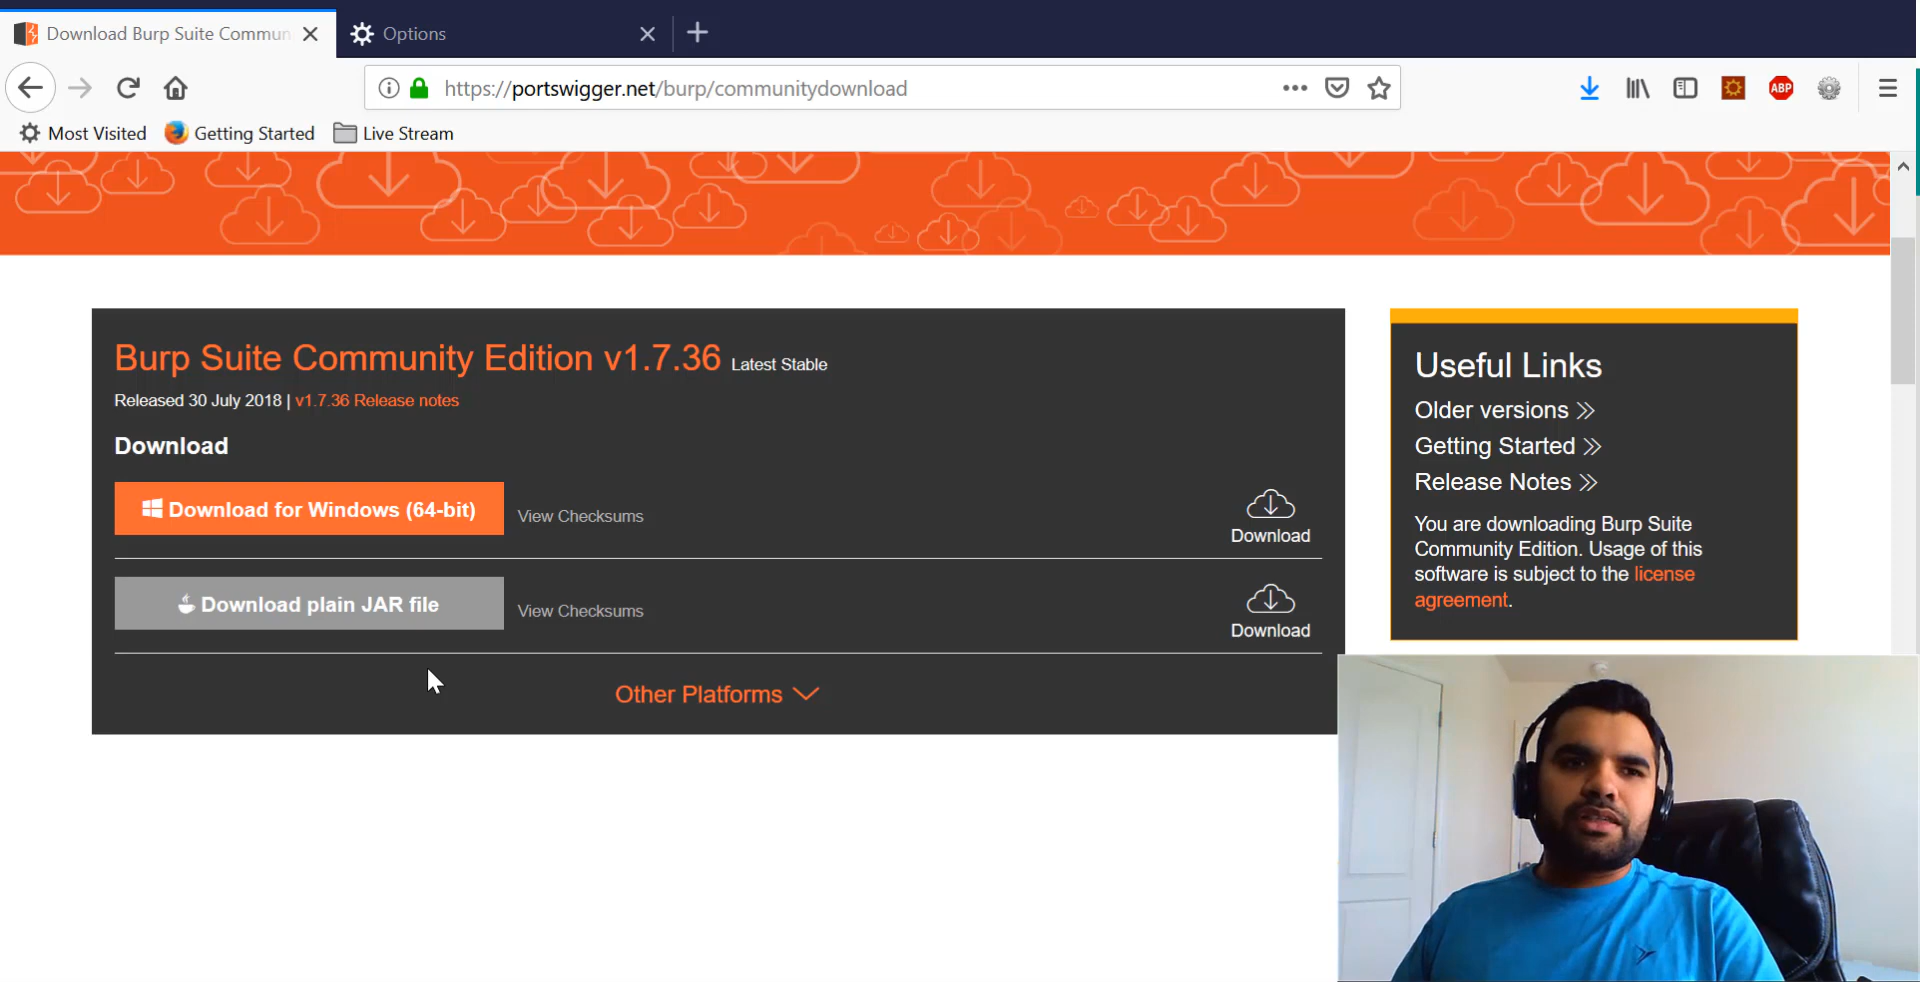 Download Burp Suite Commun
Options
https://portswigger.net/burp/communitydownload
ABP
Most Visited
Getting Started
Live Stream
Burp Suite Community Edition v1.7.36 Latest Stable
Released 30 July 2018 | v1.7.36 Release notes
Download
Download for Windows (64-bit)
View Checksums
Download
Download plain JAR file
View Checksums
Download
Other Platforms
Useful Links
Older versions
Getting Started
Release Notes
You are downloading Burp Suite
Community Edition. Usage of this
software is subject to the license
agreement.